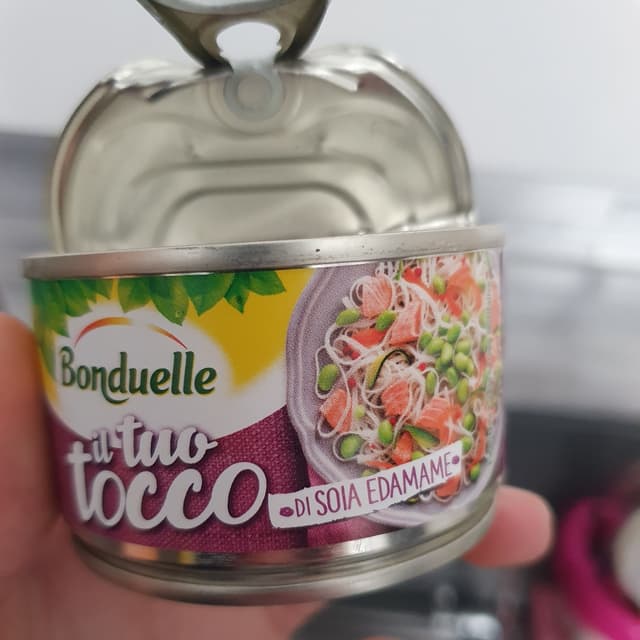 Bonduelle
il tuo
tocco
DI SOIA EDAMAME